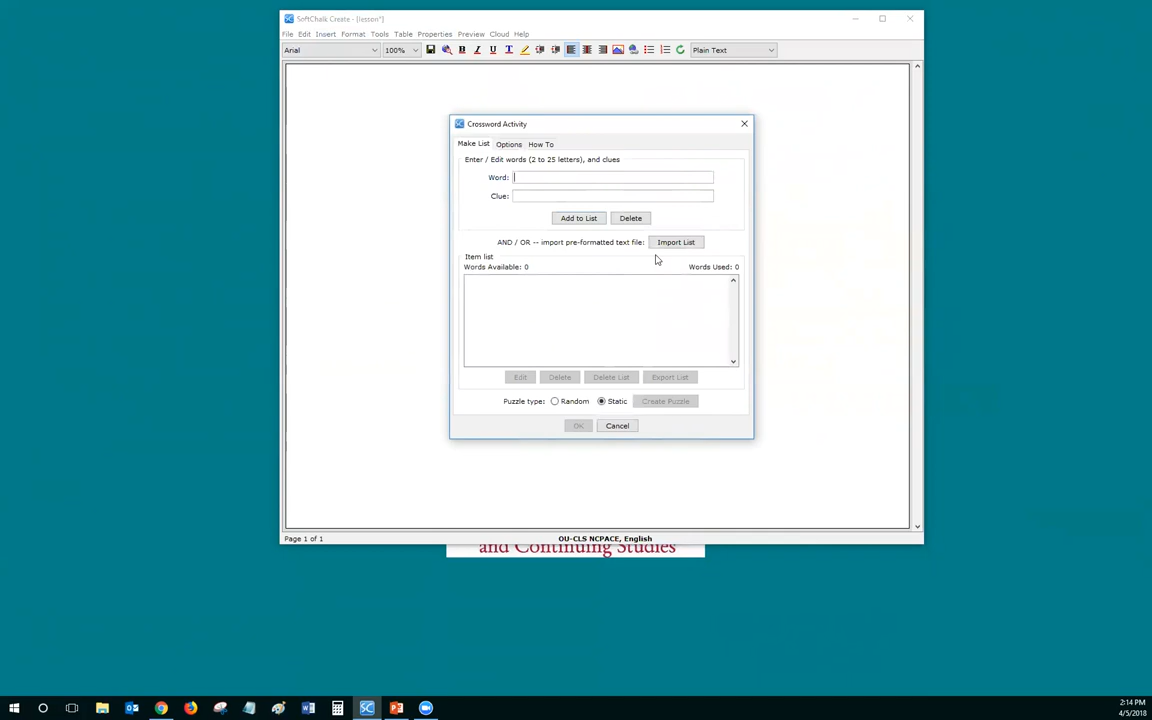 SoftChalk Create - [lesson*]
File Edit Insert Format Tools Table Properties Preview Cloud Help
Arial 100% B I U T Plain Text
Crossword Activity
Make List Options How To
Enter / Edit words (2 to 25 letters), and clues
Word:
Clue:
Add to List Delete
AND / OR -- import pre-formatted text file: Import List
Item list
Words Available: 0 Words Used: 0
Edit Delete Delete List Export List
Puzzle type: Random Static Create Puzzle
OK Cancel
Page 1 of 1 OU-CLS NCPACE, English
and Continuing Studies
2:14 PM
4/5/2018